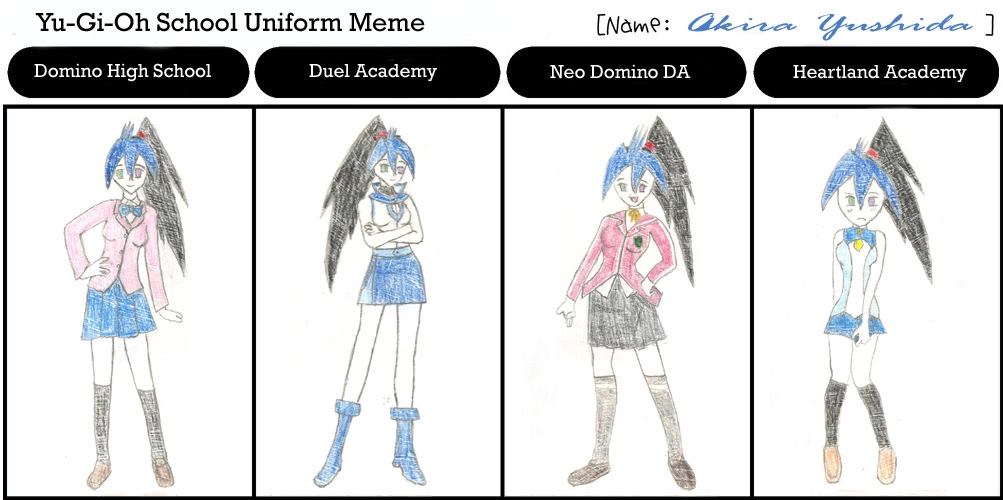 Yu-Gi-Oh School Uniform Meme
[Name: Akira Yushida ]
Domino High School
Duel Academy
Neo Domino DA
Heartland Academy